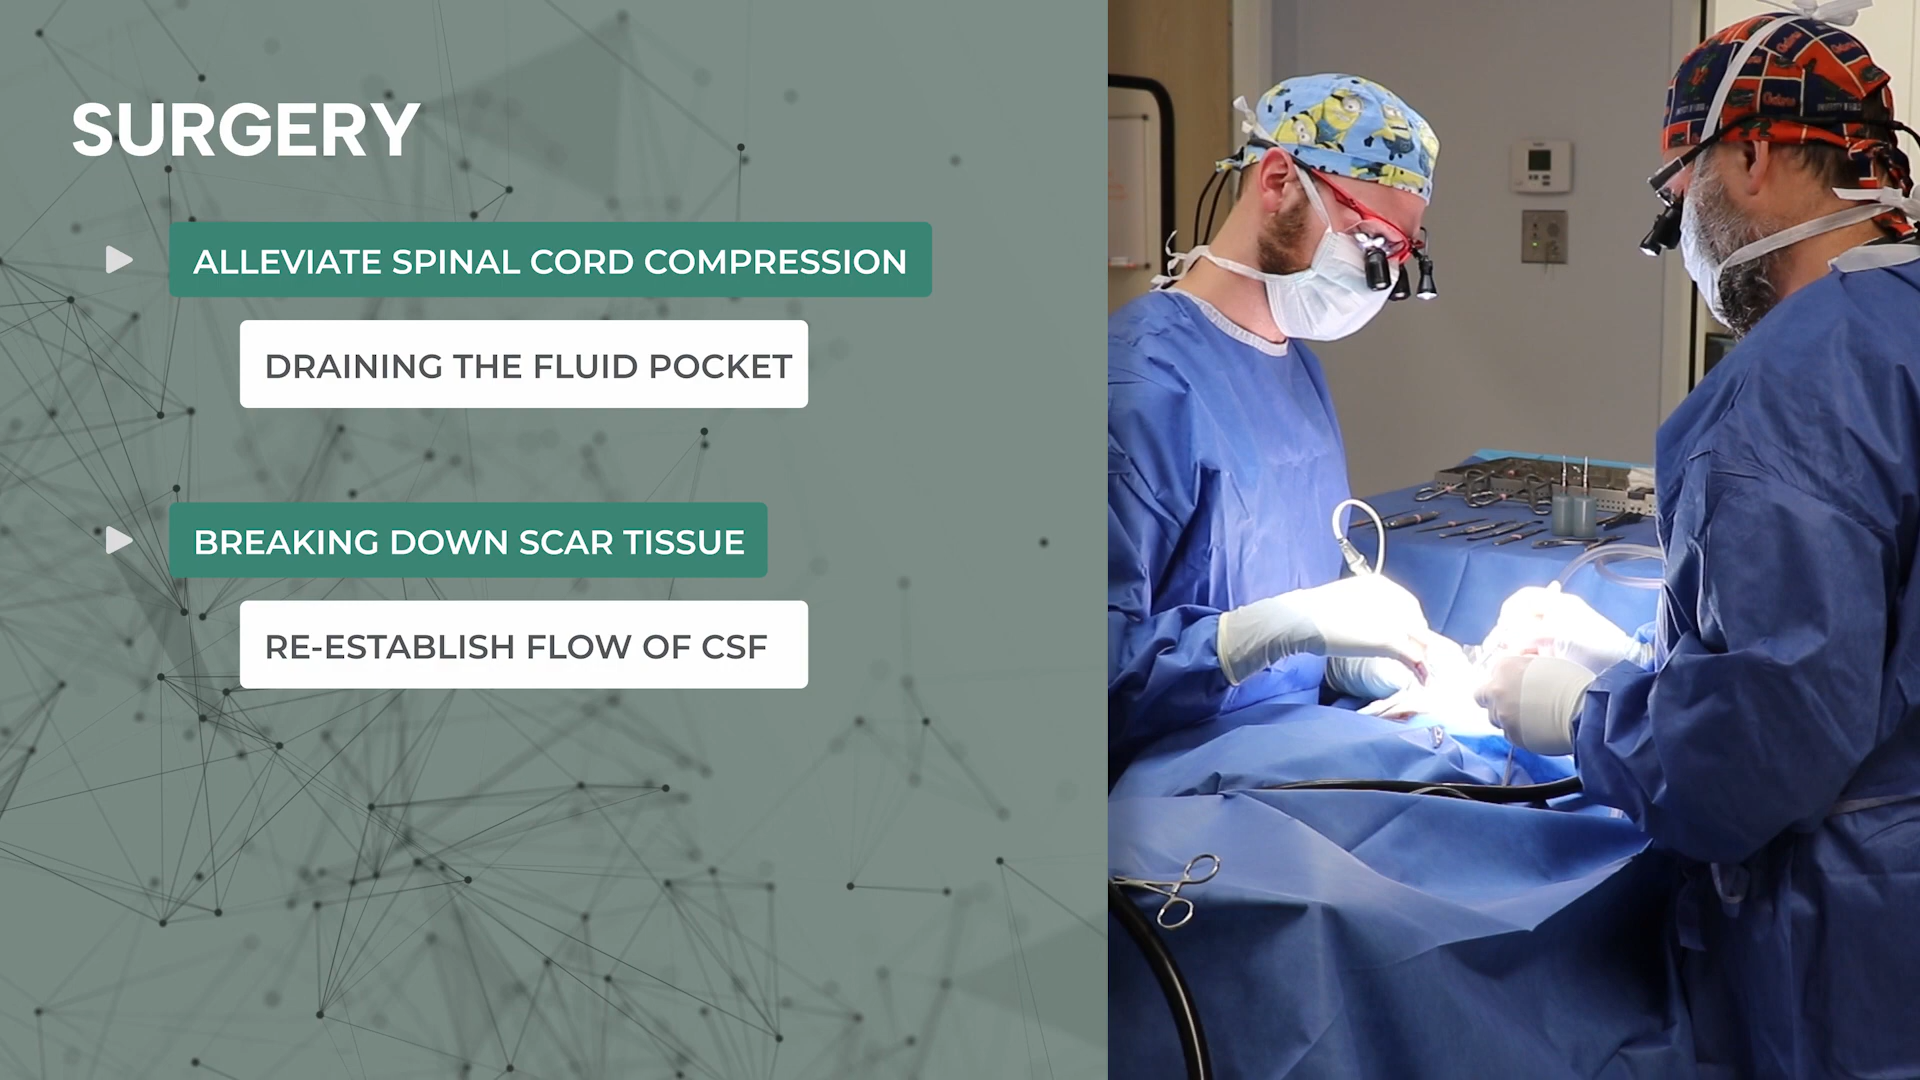 SURGERY
ALLEVIATE SPINAL CORD COMPRESSION
DRAINING THE FLUID POCKET
BREAKING DOWN SCAR TISSUE
RE-ESTABLISH FLOW OF CSF